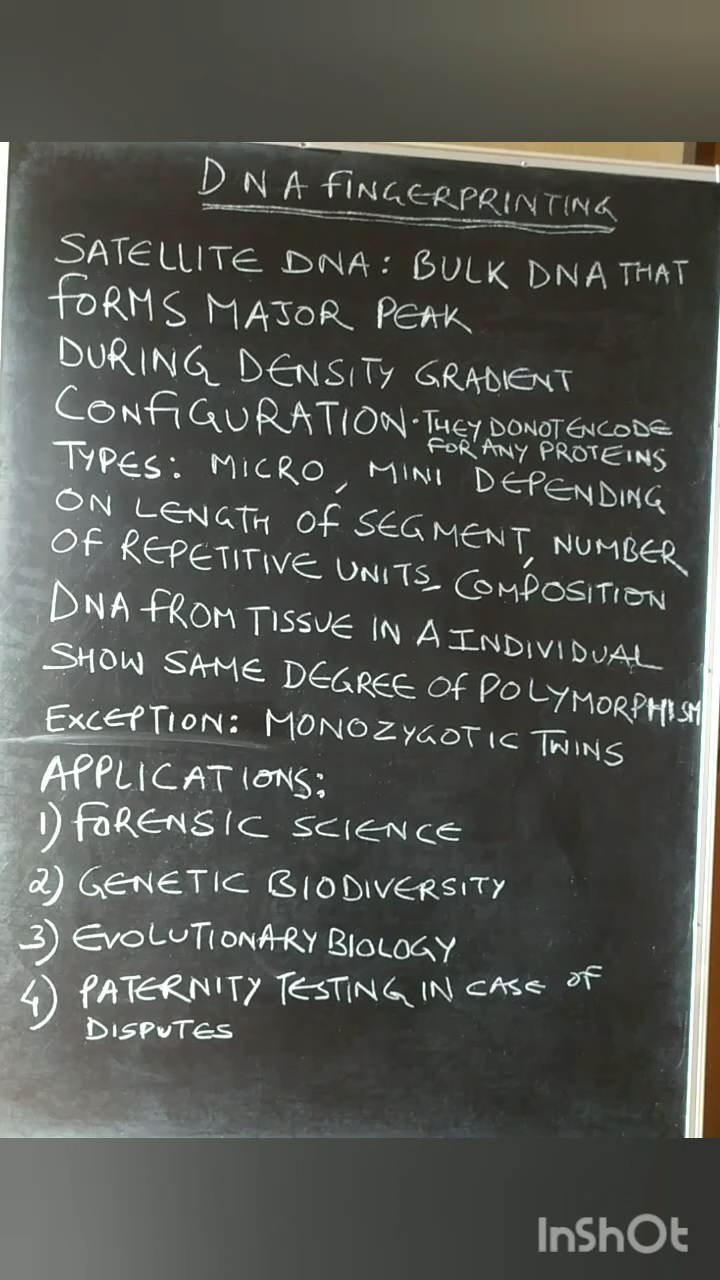 DNA FINGERPRINTING
SATELLITE DNA: BULK DNA THAT
FORMS MAJOR PEAK
DURING DENSITY GRADIENT
CONFIGURATION. THEY DONOT ENCODE
FOR ANY PROTEINS
TYPES: MICRO, MINI DEPENDING
ON LENGTH OF SEGMENT, NUMBER
OF REPETITIVE UNITS, COMPOSITION
DNA FROM TISSUE IN A INDIVIDUAL
SHOW SAME DEGREE OF POLYMORPHISM
EXCEPTION: MONOZYGOTIC TWINS
APPLICATIONS:
1) FORENSIC SCIENCE
2) GENETIC BIODIVERSITY
3) EVOLUTIONARY BIOLOGY
4) PATERNITY TESTING IN CASE OF
DISPUTES
InShOt